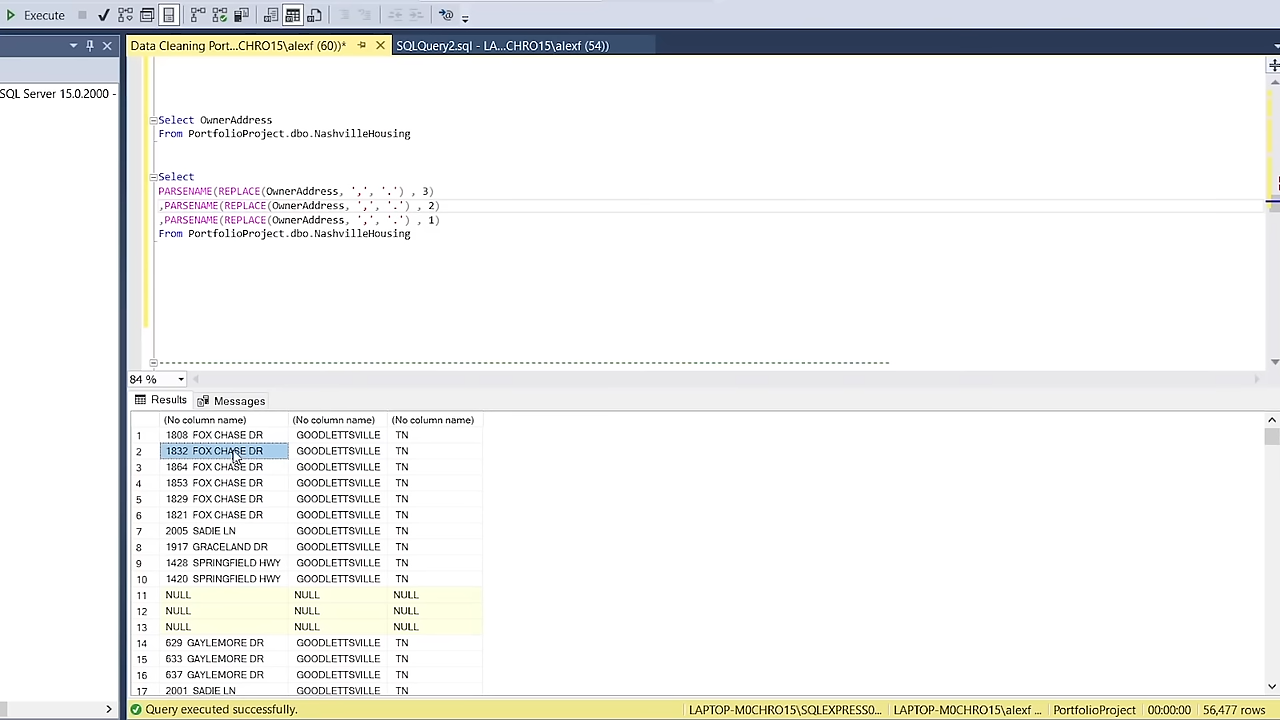 Execute
Data Cleaning Port...CHRO15\alexf (60))*
SQLQuery2.sql - LA...CHRO15\alexf (54))
SQL Server 15.0.2000 -
Select OwnerAddress
From PortfolioProject.dbo.NashvilleHousing
Select
PARSENAME(REPLACE(OwnerAddress, ',', '.') , 3)
,PARSENAME(REPLACE(OwnerAddress, ',', '.') , 2)
,PARSENAME(REPLACE(OwnerAddress, ',', '.') , 1)
From PortfolioProject.dbo.NashvilleHousing
84 %
Results Messages
(No column name) (No column name) (No column name)
1 1808 FOX CHASE DR GOODLETTSVILLE TN
2 1832 FOX CHASE DR GOODLETTSVILLE TN
3 1864 FOX CHASE DR GOODLETTSVILLE TN
4 1853 FOX CHASE DR GOODLETTSVILLE TN
5 1829 FOX CHASE DR GOODLETTSVILLE TN
6 1821 FOX CHASE DR GOODLETTSVILLE TN
7 2005 SADIE LN GOODLETTSVILLE TN
8 1917 GRACELAND DR GOODLETTSVILLE TN
9 1428 SPRINGFIELD HWY GOODLETTSVILLE TN
10 1420 SPRINGFIELD HWY GOODLETTSVILLE TN
11 NULL NULL NULL
12 NULL NULL NULL
13 NULL NULL NULL
14 629 GAYLEMORE DR GOODLETTSVILLE TN
15 633 GAYLEMORE DR GOODLETTSVILLE TN
16 637 GAYLEMORE DR GOODLETTSVILLE TN
17 2001 SADIE LN GOODLETTSVILLE TN
Query executed successfully. LAPTOP-M0CHRO15\SQLEXPRESS0... LAPTOP-M0CHRO15\alexf ... PortfolioProject 00:00:00 56,477 rows